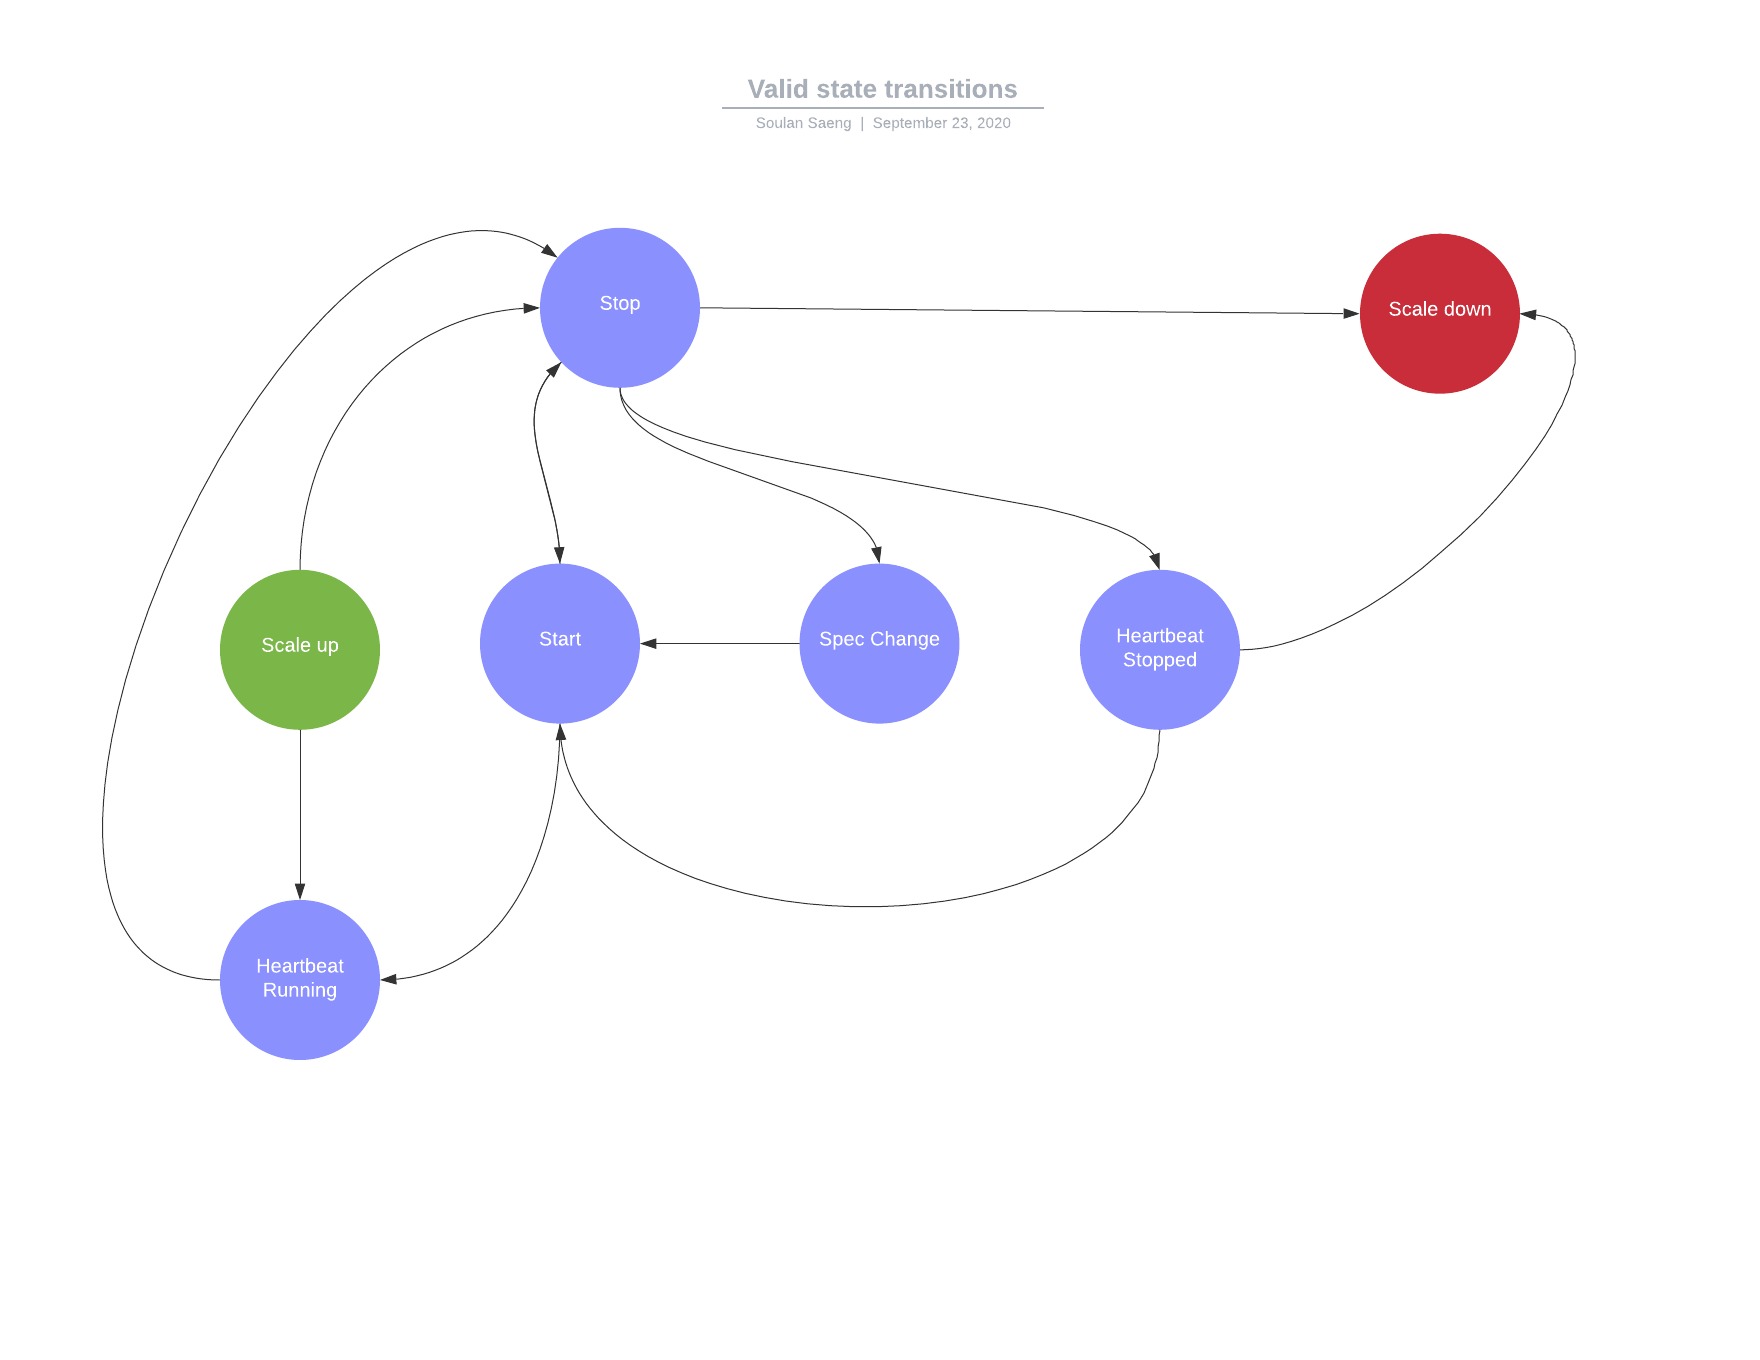 Valid state transitions
Soulan Saeng | September 23, 2020
Stop
Scale down
Scale up
Start
Spec Change
Heartbeat
Stopped
Heartbeat
Running